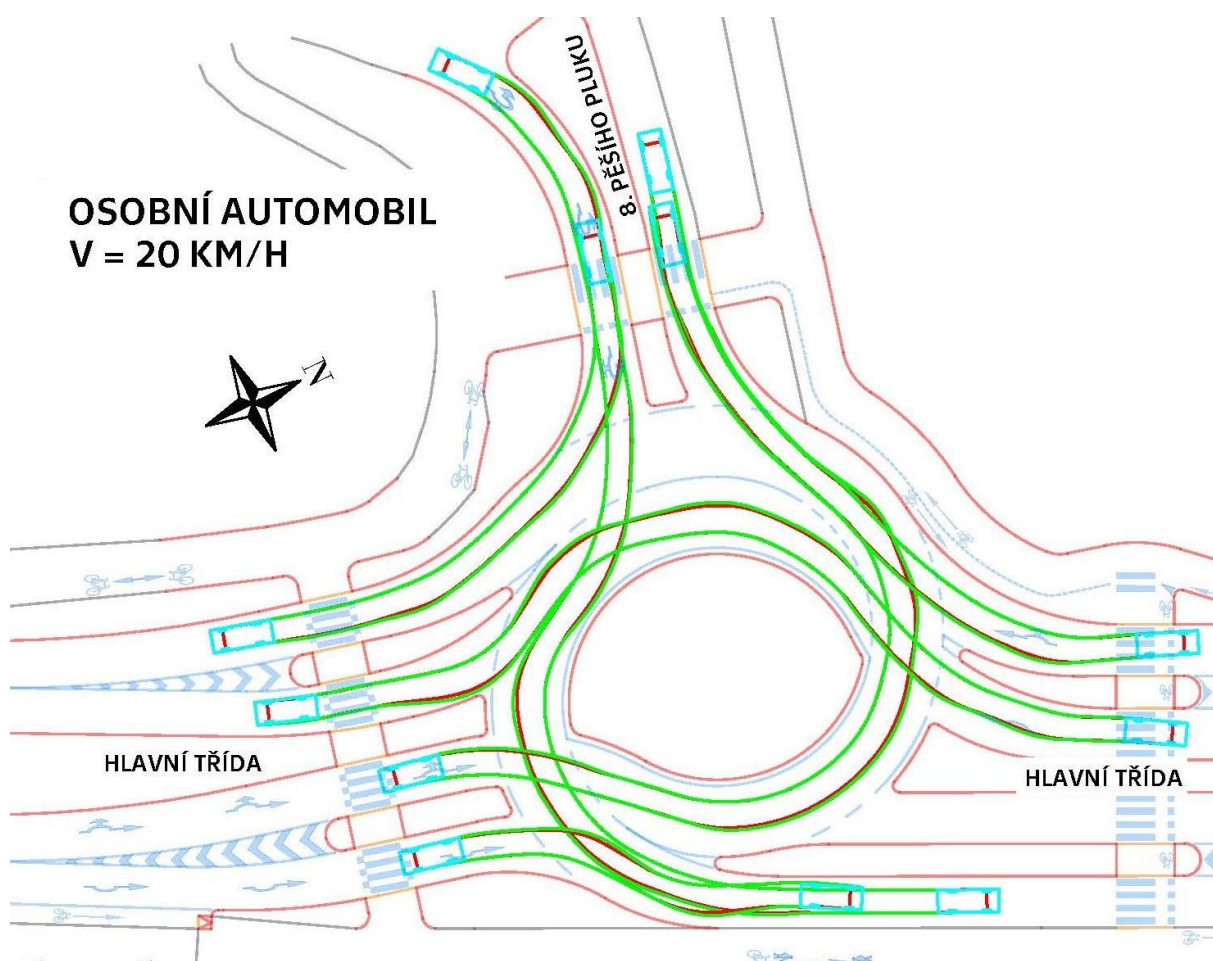 8. PĚŠÍHO PLUKU
OSOBNÍ AUTOMOBIL
V = 20 KM/H
N
HLAVNÍ TŘÍDA
HLAVNÍ TŘÍDA